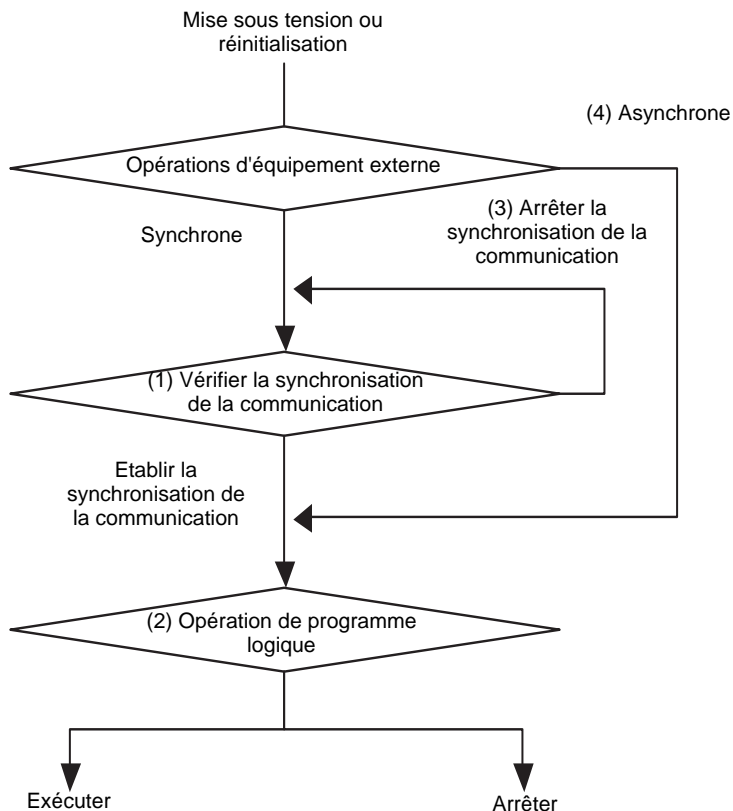 Mise sous tension ou
réinitialisation
(4) Asynchrone
Opérations d'équipement externe
(3) Arrêter la
synchronisation de la
communication
Synchrone
(1) Vérifier la synchronisation
de la communication
Etablir la
synchronisation de
la communication
(2) Opération de programme
logique
Exécuter
Arrêter